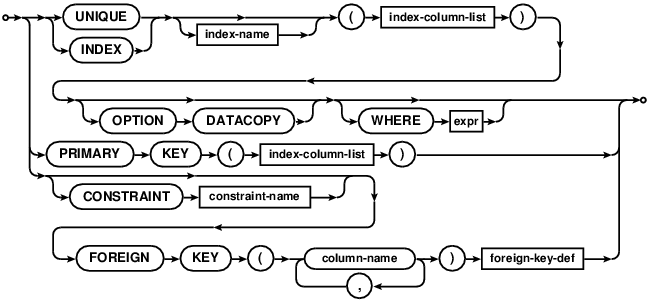 UNIQUE ( index-column-list )
INDEX index-name
OPTION DATACOPY WHERE expr
PRIMARY KEY ( index-column-list )
CONSTRAINT constraint-name
FOREIGN KEY ( column-name ) foreign-key-def
,